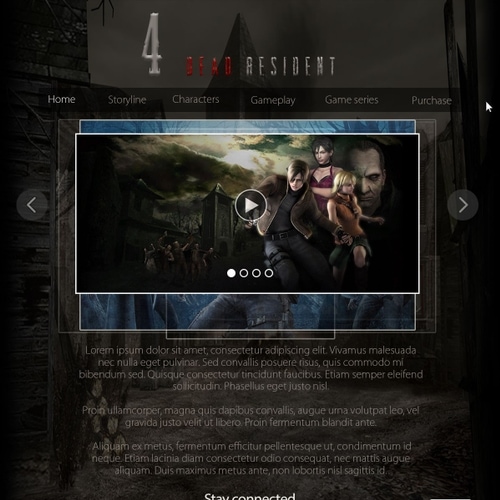 4
DEAD RESIDENT
Home Storyline Characters Gameplay Game series Purchase
Lorem ipsum dolor sit amet, consectetur adipiscing elit. Vivamus malesuada
nec nulla eget pulvinar. Sed convallis posuere risus, quis commodo mi
bibendum sed. Quisque consectetur tincidunt faucibus. Etiam semper eleifend
sollicitudin. Phasellus eget justo nisl.
Proin ullamcorper, magna quis dapibus convallis, augue urna volutpat leo, vel
gravida justo velit ut libero. Proin fermentum blandit ante.
Aliquam ex metus, fermentum efficitur pellentesque ut, condimentum id
neque. Etiam lacinia diam consectetur odio consequat, nec mattis augue
aliquam. Duis maximus metus ante, non lobortis nisl sagittis id.
Stay connected